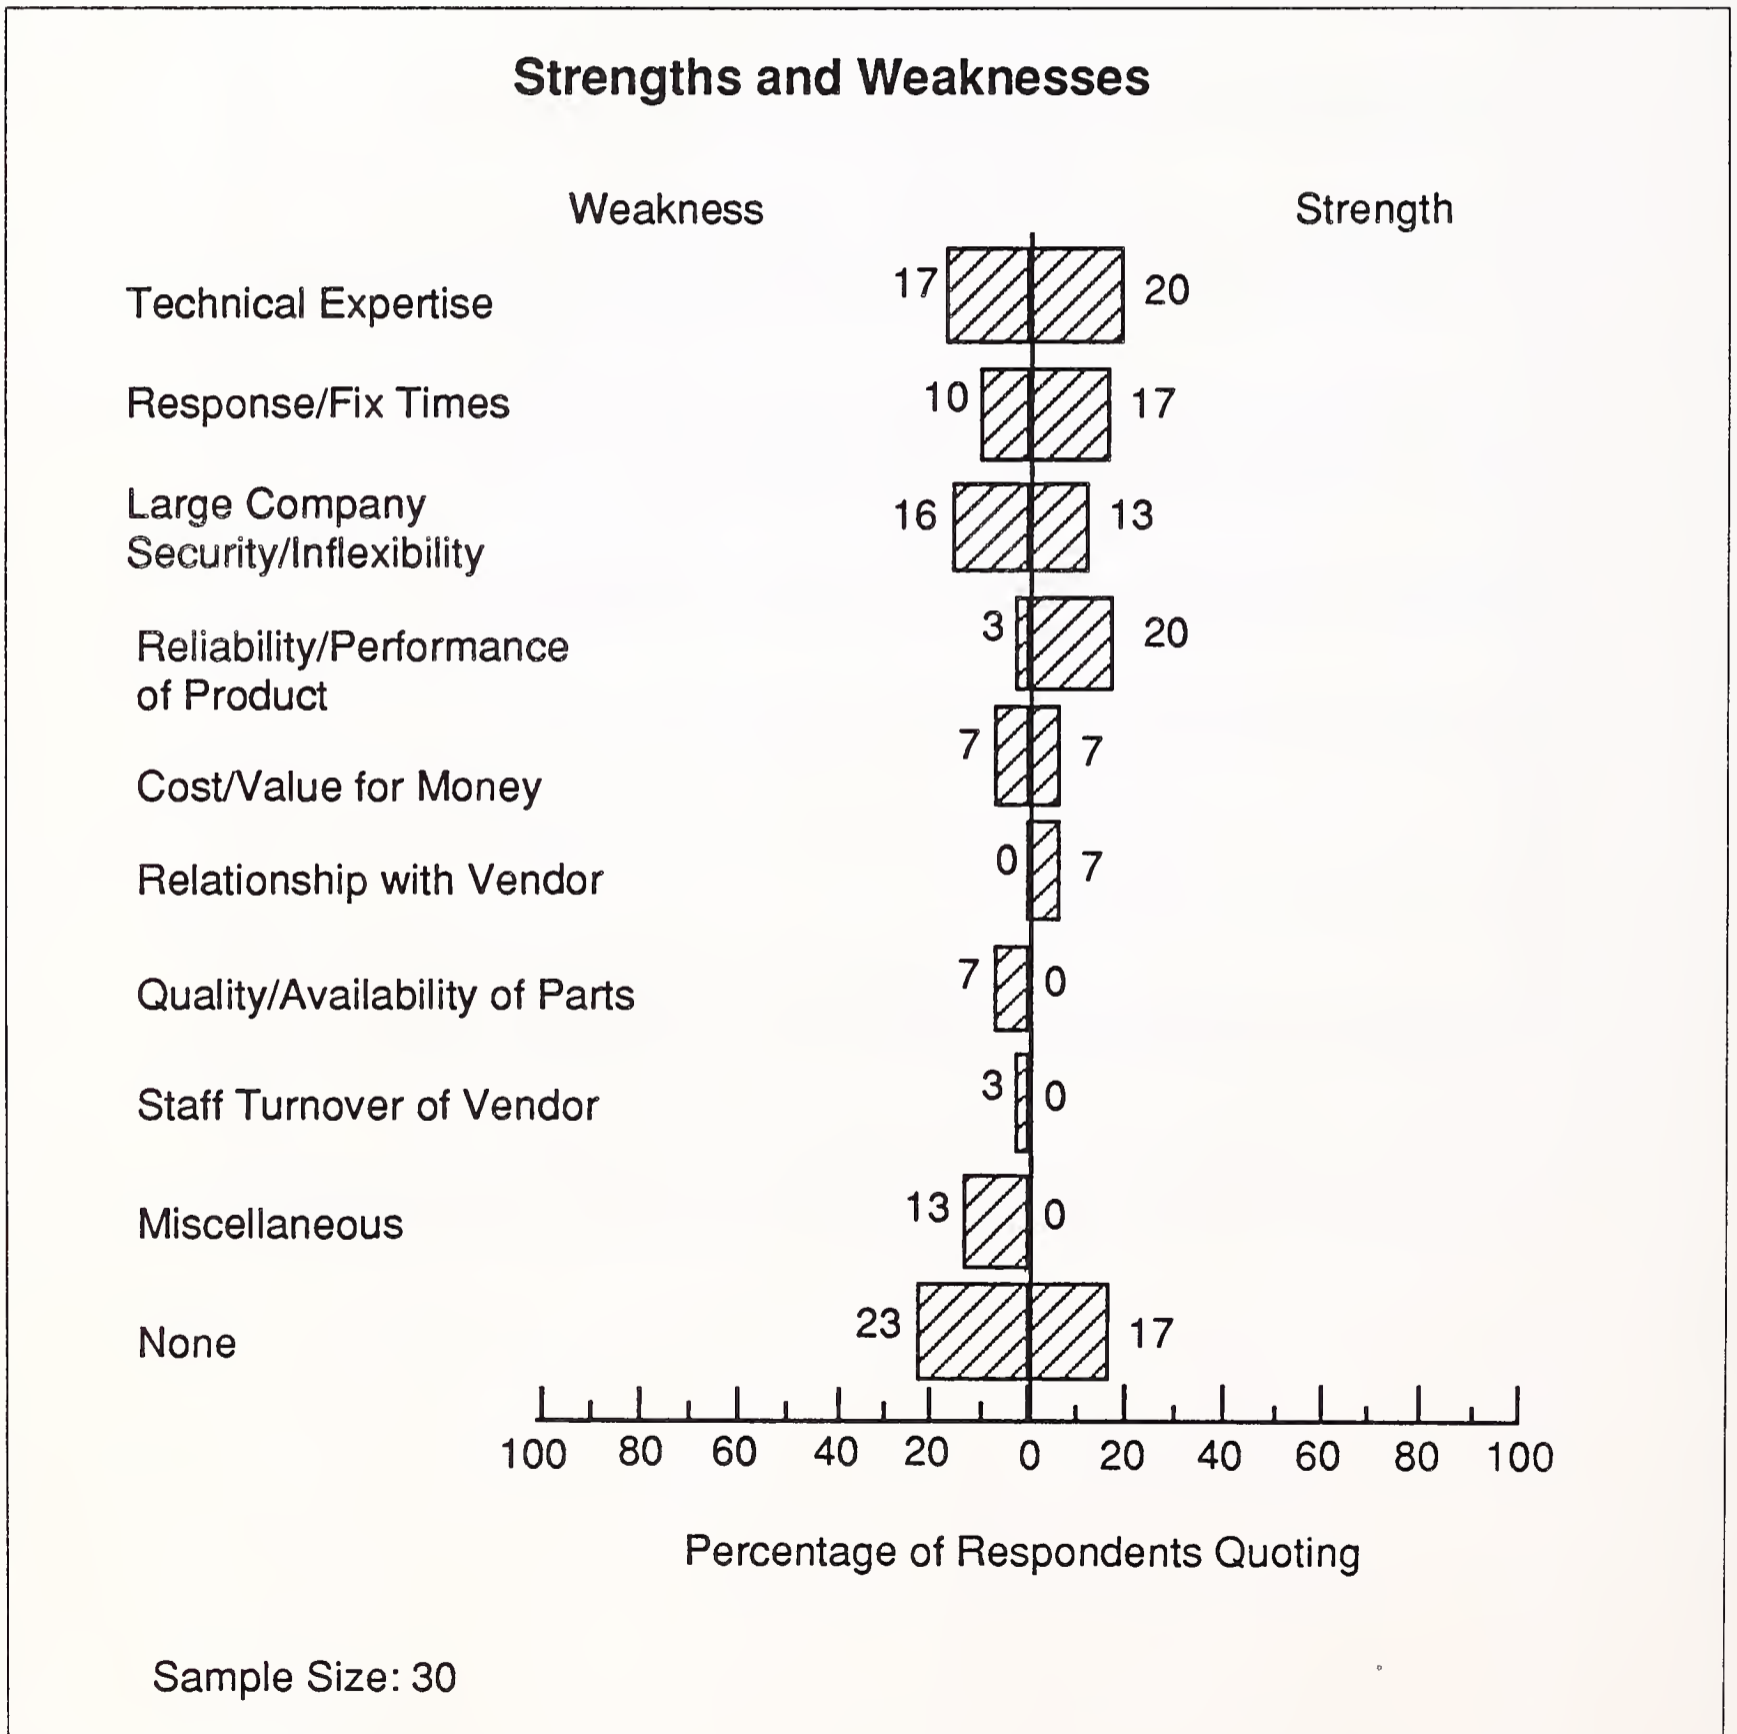 Strengths and Weaknesses
Weakness Strength
Technical Expertise 17 20
Response/Fix Times 10 17
Large Company
Security/Inflexibility 16 13
Reliability/Performance
of Product 3 20
Cost/Value for Money 7 7
Relationship with Vendor 0 7
Quality/Availability of Parts 7 0
Staff Turnover of Vendor 3 0
Miscellaneous 13 0
None 23 17
100 80 60 40 20 0 20 40 60 80 100
Percentage of Respondents Quoting
Sample Size: 30